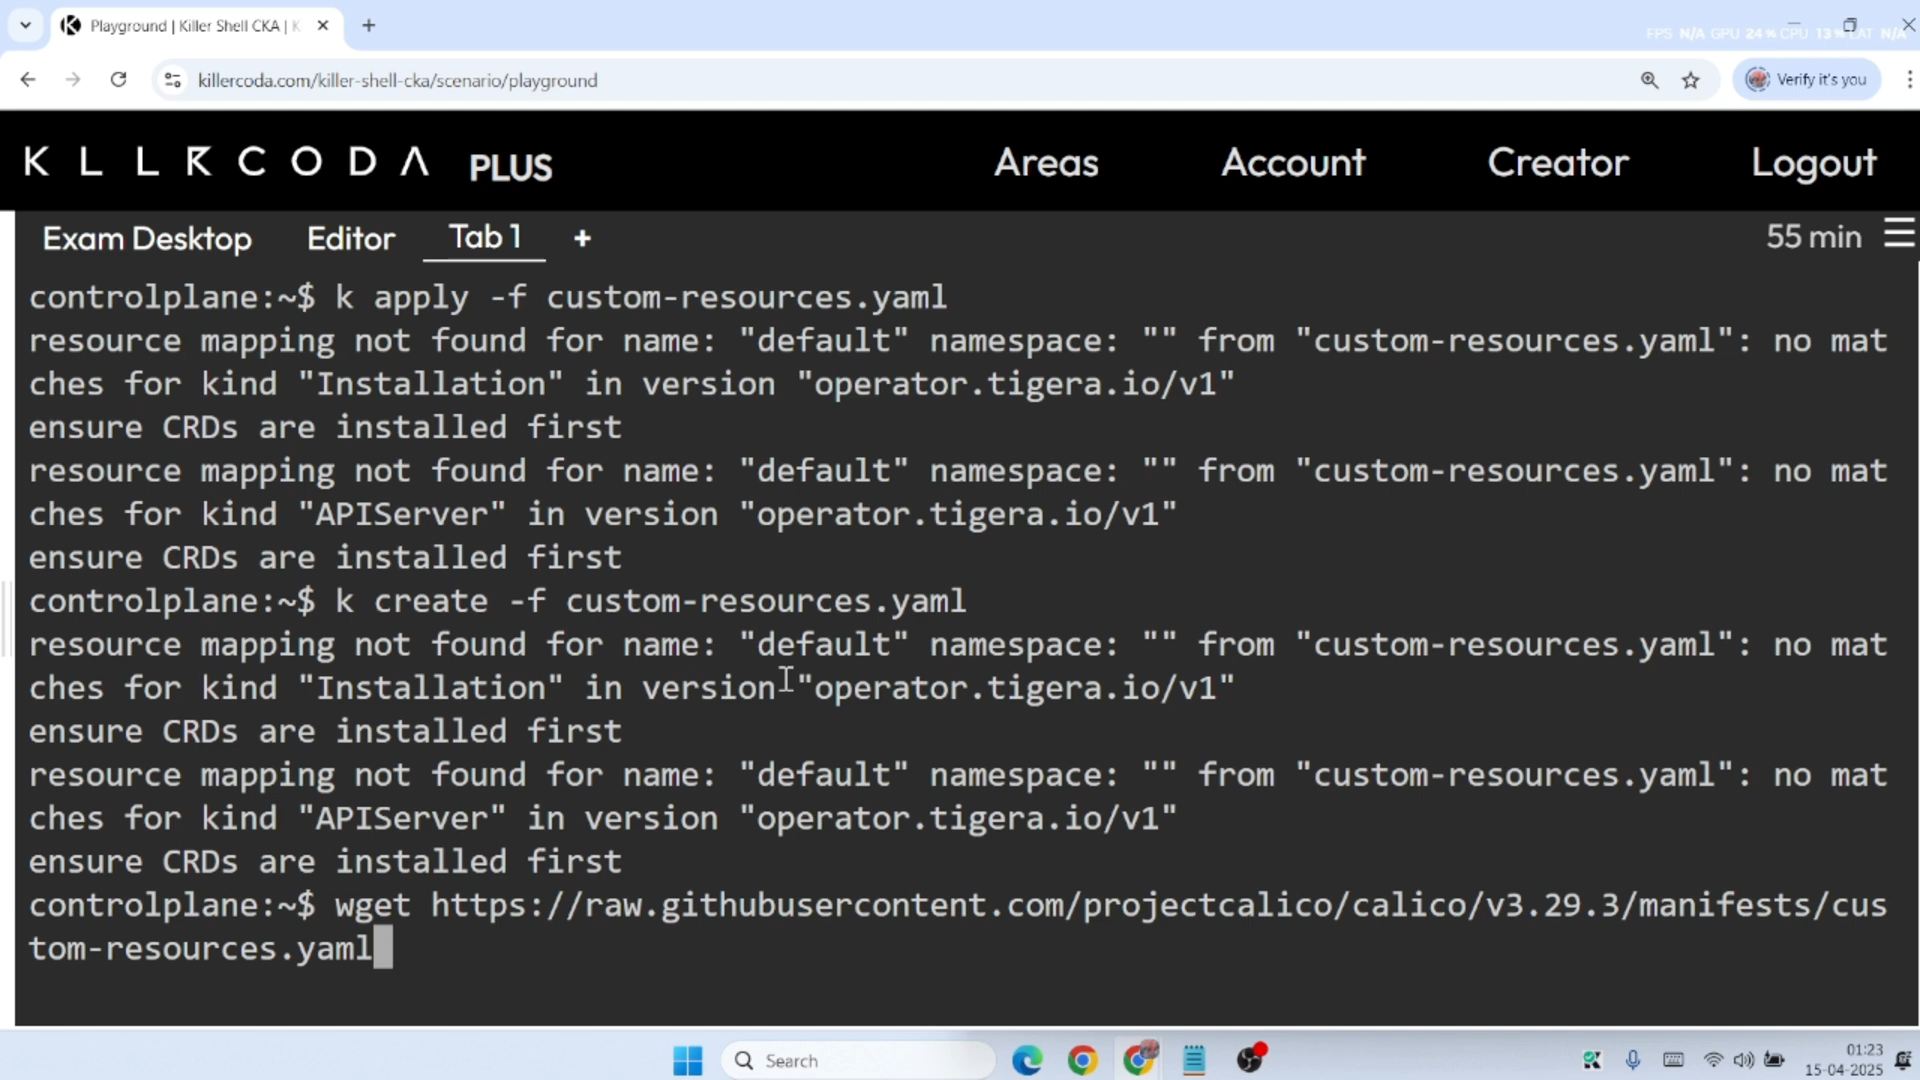 Playground | Killer Shell CKA | K
FPS N/A GPU 24% CPU 13% LAT N/A
killercoda.com/killer-shell-cka/scenario/playground
Verify it's you
KLLRCODA PLUS
Areas
Account
Creator
Logout
Exam Desktop
Editor
Tab 1
+
55 min
controlplane:~$ k apply -f custom-resources.yaml
resource mapping not found for name: "default" namespace: "" from "custom-resources.yaml": no mat
ches for kind "Installation" in version "operator.tigera.io/v1"
ensure CRDs are installed first
resource mapping not found for name: "default" namespace: "" from "custom-resources.yaml": no mat
ches for kind "APIServer" in version "operator.tigera.io/v1"
ensure CRDs are installed first
controlplane:~$ k create -f custom-resources.yaml
resource mapping not found for name: "default" namespace: "" from "custom-resources.yaml": no mat
ches for kind "Installation" in version "operator.tigera.io/v1"
ensure CRDs are installed first
resource mapping not found for name: "default" namespace: "" from "custom-resources.yaml": no mat
ches for kind "APIServer" in version "operator.tigera.io/v1"
ensure CRDs are installed first
controlplane:~$ wget https://raw.githubusercontent.com/projectcalico/calico/v3.29.3/manifests/cus
tom-resources.yaml
Search
01:23
15-04-2025